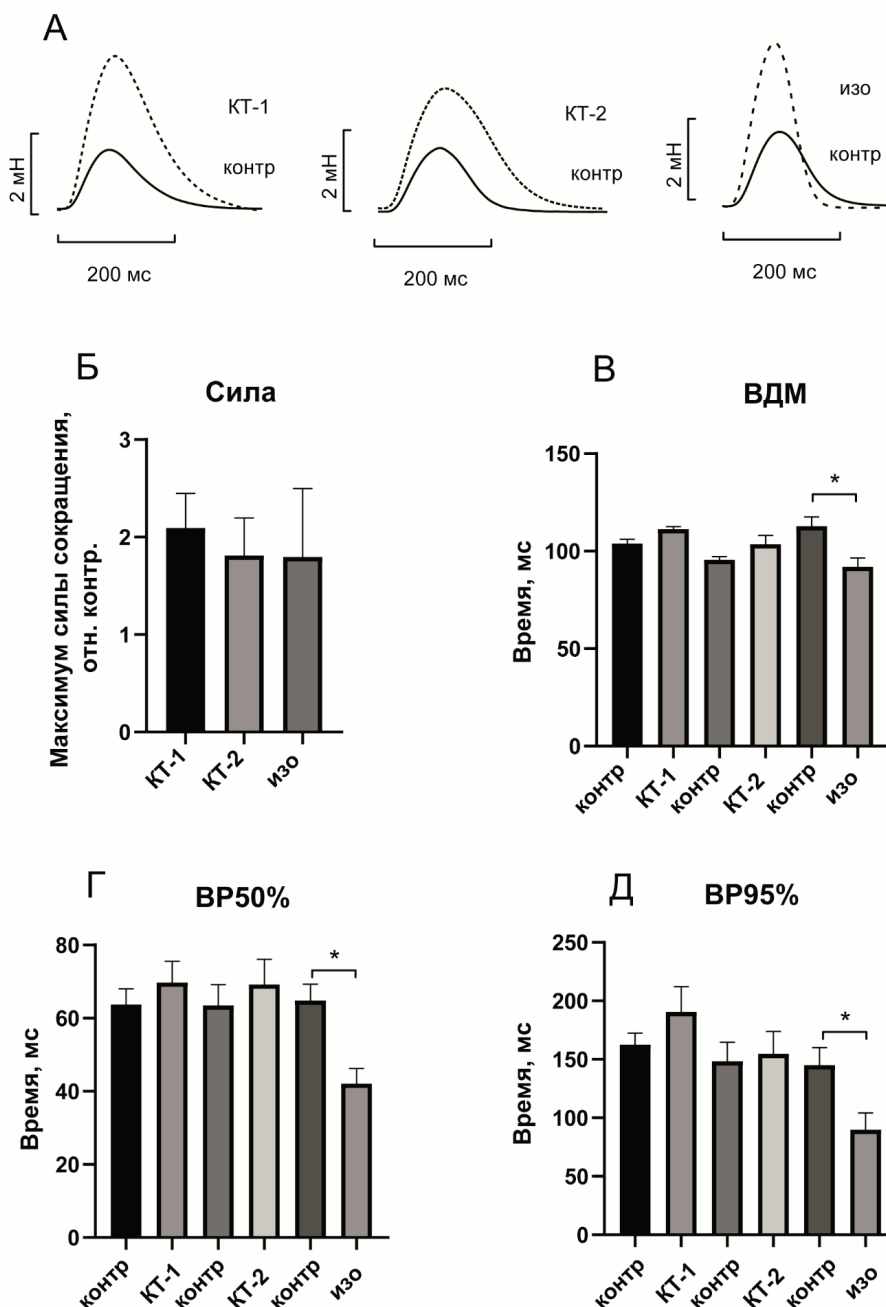 А
КТ-1
контр
2 мН
200 мс
КТ-2
контр
2 мН
200 мс
изо
контр
2 мН
200 мс
Б
Сила
Максимум силы сокращения,
отн. контр.
3
2
1
0
КТ-1
КТ-2
изо
В
ВДМ
Время, мс
150
100
50
0
*
контр
КТ-1
контр
КТ-2
контр
изо
Г
ВР50%
Время, мс
80
60
40
20
0
*
контр
КТ-1
контр
КТ-2
контр
изо
Д
ВР95%
Время, мс
250
200
150
100
50
0
*
контр
КТ-1
контр
КТ-2
контр
изо